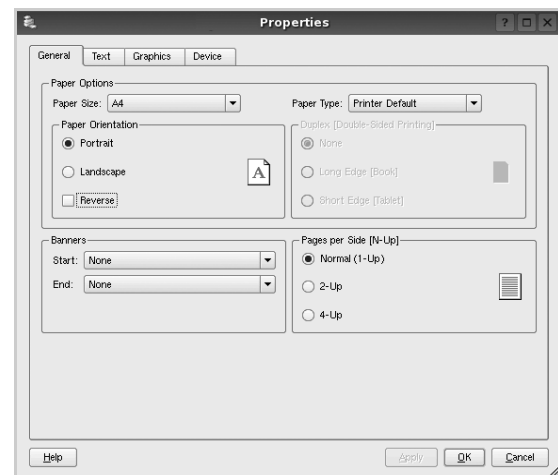 Properties
General Text Graphics Device
Paper Options
Paper Size: A4
Paper Type: Printer Default
Paper Orientation
Portrait
Landscape
Reverse
A
Duplex [Double-Sided Printing]
None
Long Edge [Book]
Short Edge [Tablet]
Banners
Start: None
End: None
Pages per Side [N-Up]
Normal (1-Up)
2-Up
4-Up
Help Apply OK Cancel